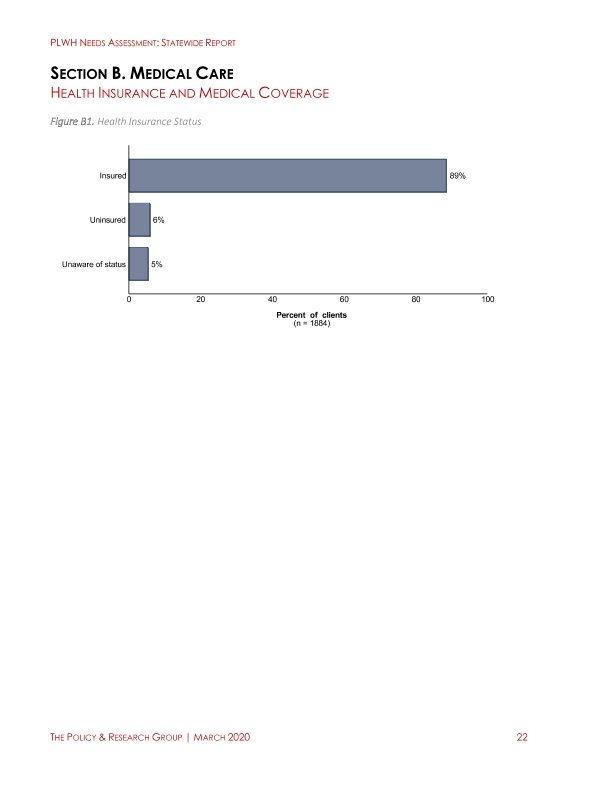 PLWH Needs Assessment: Statewide Report
Section B. Medical Care
Health Insurance and Medical Coverage
Figure B1. Health Insurance Status
Insured 89%
Uninsured 6%
Unaware of status 5%
0 20 40 60 80 100
Percent of clients
(n = 1884)
The Policy & Research Group | March 2020 22